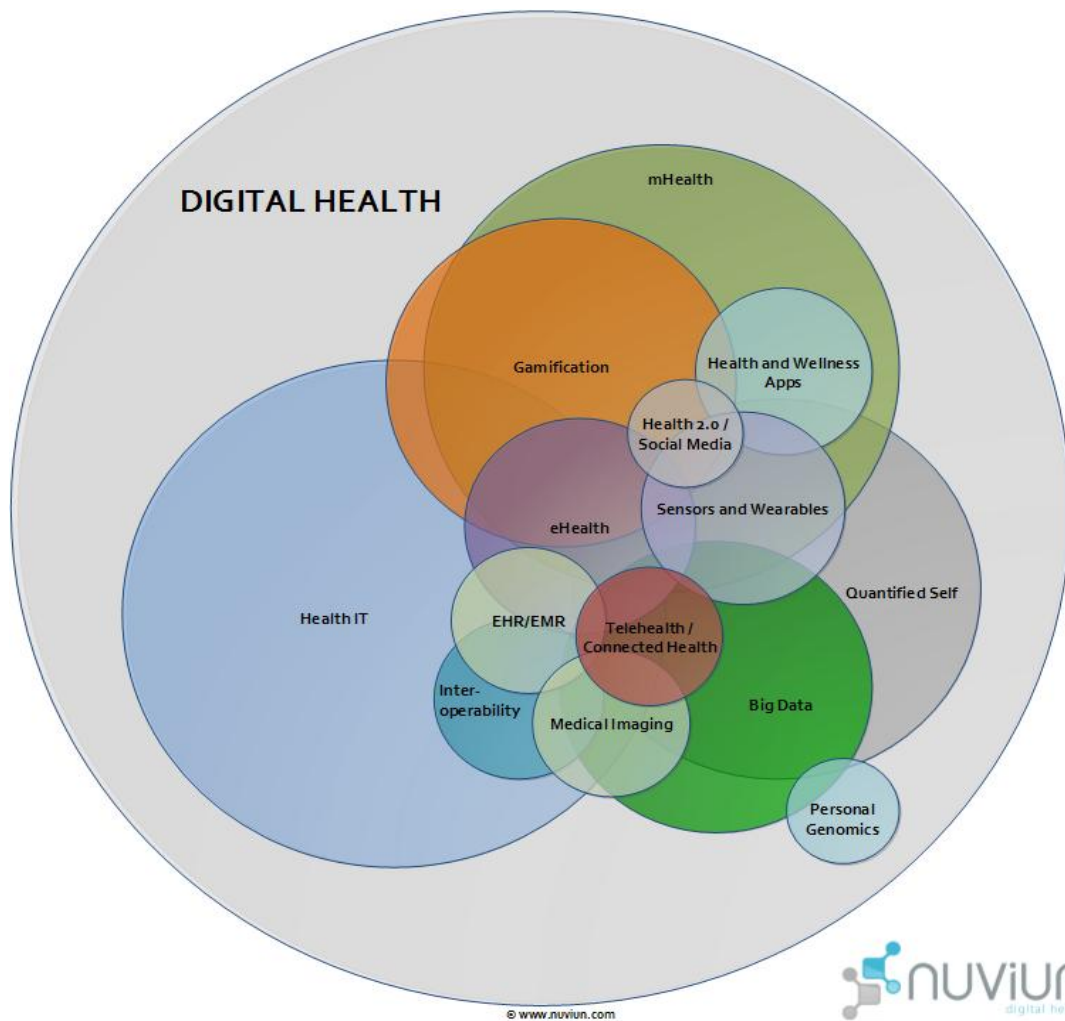 DIGITAL HEALTH
mHealth
Gamification
Health and Wellness
Apps
Health 2.0 /
Social Media
Sensors and Wearables
eHealth
Quantified Self
Health IT
EHR/EMR
Telehealth /
Connected Health
Inter-
operability
Medical Imaging
Big Data
Personal
Genomics
nuviun
digital he
© www.nuviun.com